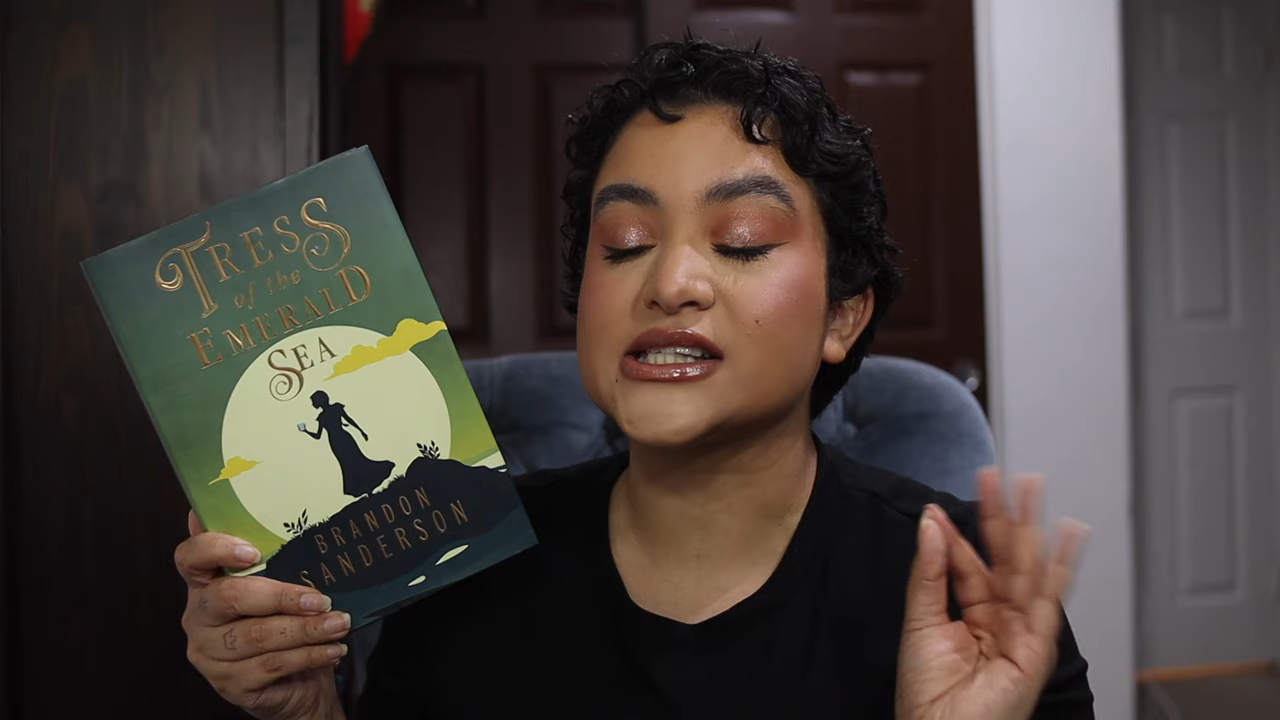 TRESS
of the
EMERALD
SEA
BRANDON
SANDERSON